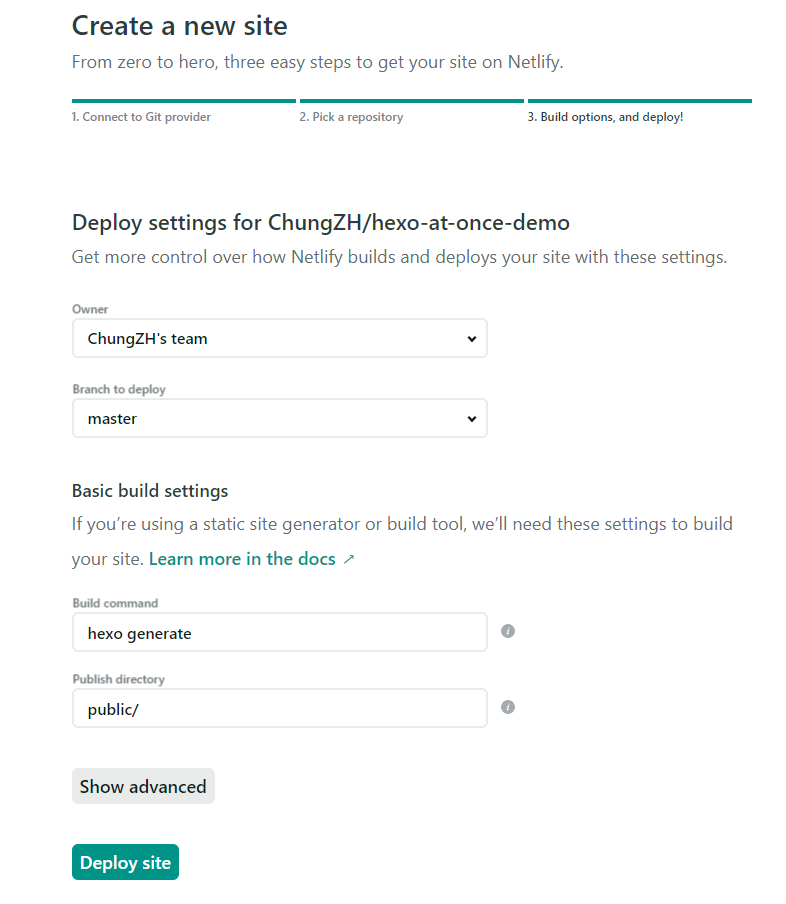 Create a new site
From zero to hero, three easy steps to get your site on Netlify.
1. Connect to Git provider
2. Pick a repository
3. Build options, and deploy!
Deploy settings for ChungZH/hexo-at-once-demo
Get more control over how Netlify builds and deploys your site with these settings.
Owner
ChungZH's team
Branch to deploy
master
Basic build settings
If you’re using a static site generator or build tool, we’ll need these settings to build
your site. Learn more in the docs ↗
Build command
hexo generate
Publish directory
public/
Show advanced
Deploy site